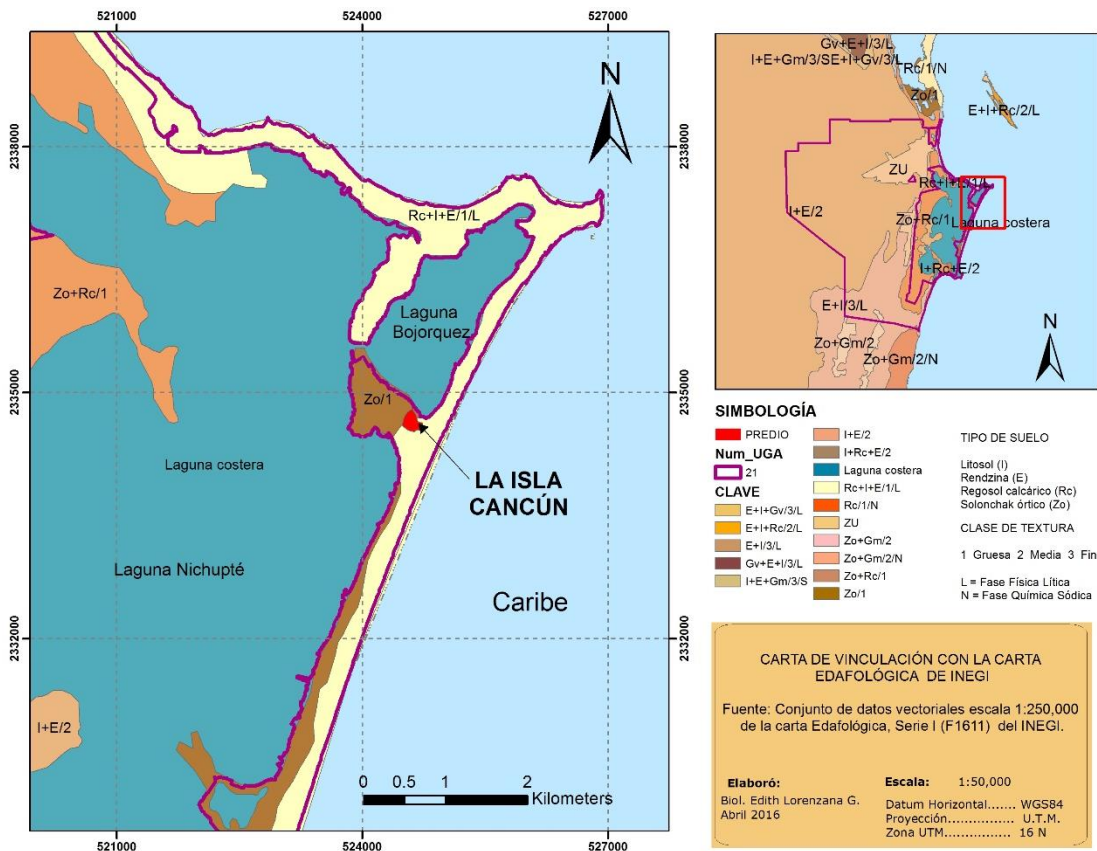 521000 524000 527000
N
2338000 2338000
Rc+I+E/1/L
Zo+Rc/1
Laguna
Bojorquez
2335000 2335000
Zo/1
Laguna costera
LA ISLA
CANCÚN
Laguna Nichupté
Caribe
2332000 2332000
I+E/2
0 0.5 1 2
Kilometers
521000 524000 527000
Gv+E+I/3/L
I+E+Gm/3/SE+I+Gv/3/L
Rc/1/N
Zo/1
E+I+Rc/2/L
ZU
Rc+I+E/1/L
I+E/2
Zo+Rc/1
Laguna costera
I+Rc+E/2
E+I/3/L
N
Zo+Gm/2
Zo+Gm/2/N
SIMBOLOGÍA
PREDIO
Num_UGA
21
CLAVE
E+I+Gv/3/L
E+I+Rc/2/L
E+I/3/L
Gv+E+I/3/L
I+E+Gm/3/S
I+E/2
I+Rc+E/2
Laguna costera
Rc+I+E/1/L
Rc/1/N
ZU
Zo+Gm/2
Zo+Gm/2/N
Zo+Rc/1
Zo/1
TIPO DE SUELO
Litosol (I)
Rendzina (E)
Regosol calcárico (Rc)
Solonchak órtico (Zo)
CLASE DE TEXTURA
1 Gruesa 2 Media 3 Fin
L = Fase Física Lítica
N = Fase Química Sódica
CARTA DE VINCULACIÓN CON LA CARTA
EDAFOLÓGICA DE INEGI
Fuente: Conjunto de datos vectoriales escala 1:250,000
de la carta Edafológica, Serie I (F1611) del INEGI.
Elaboró:
Biol. Edith Lorenzana G.
Abril 2016
Escala: 1:50,000
Datum Horizontal....... WGS84
Proyección................ U.T.M.
Zona UTM................. 16 N